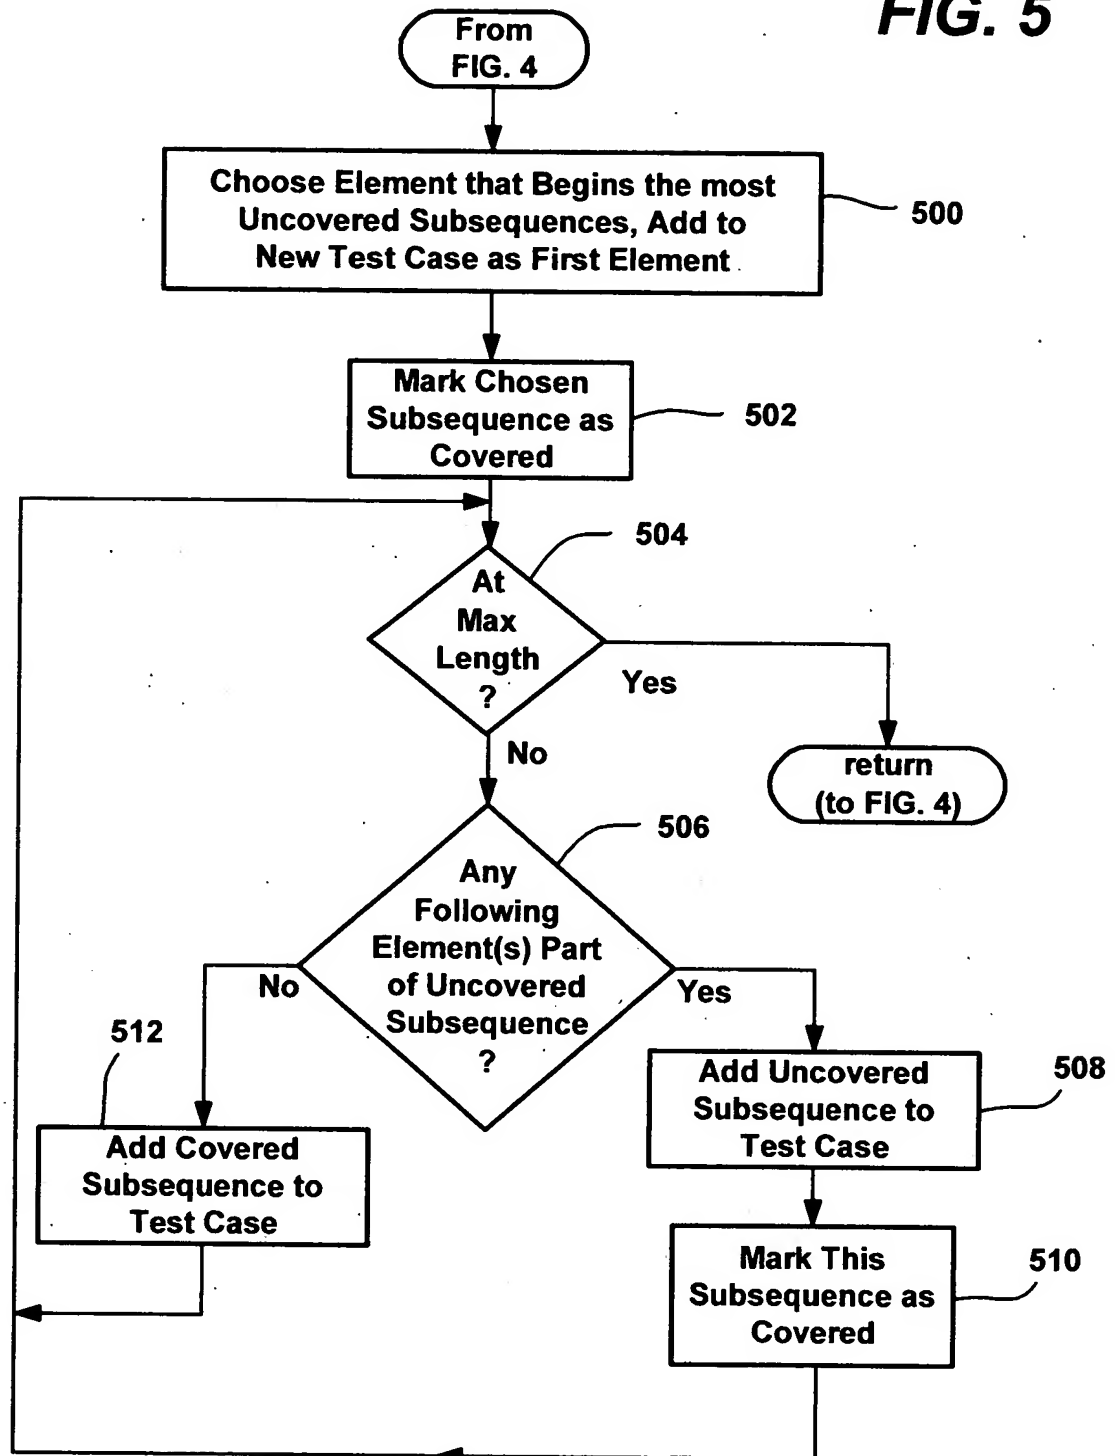 FIG. 5
From
FIG. 4
Choose Element that Begins the most
Uncovered Subsequences, Add to
New Test Case as First Element
500
Mark Chosen
Subsequence as
Covered
502
504
At
Max
Length
?
Yes
No
return
(to FIG. 4)
506
Any
Following
Element(s) Part
of Uncovered
Subsequence
?
No
Yes
512
Add Covered
Subsequence to
Test Case
Add Uncovered
Subsequence to
Test Case
508
Mark This
Subsequence as
Covered
510